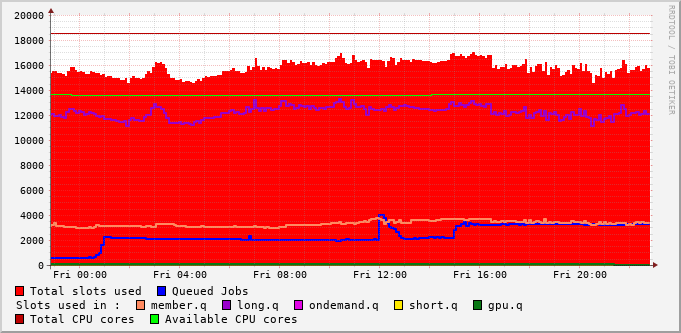 RRDTOOL / TOBI OETIKER
20000
18000
16000
14000
12000
10000
8000
6000
4000
2000
0
Fri 00:00 Fri 04:00 Fri 08:00 Fri 12:00 Fri 16:00 Fri 20:00
Total slots used Queued Jobs
Slots used in : member.q long.q ondemand.q short.q gpu.q
Total CPU cores Available CPU cores